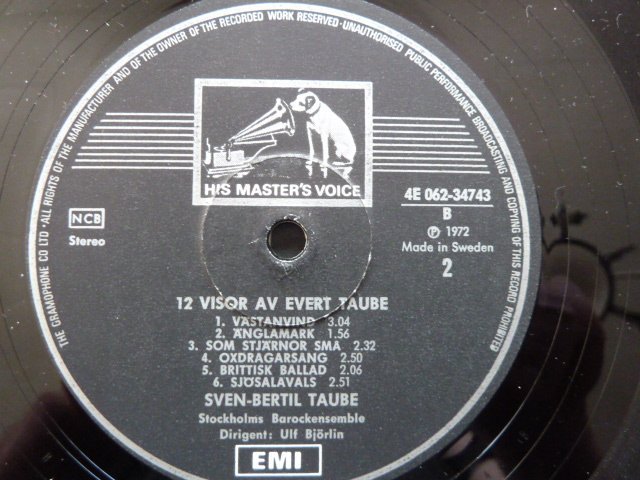 ALL RIGHTS OF THE MANUFACTURER AND OF THE OWNER OF THE RECORDED WORK RESERVED·UNAUTHORISED PUBLIC PERFORMANCE BROADCASTING AND COPYING OF THIS RECORD PROHIBITED
THE GRAMOPHONE CO LTD·
HIS MASTER'S VOICE
NCB
Stereo
4E 062-34743
B
Ⓟ 1972
Made in Sweden
2
12 VISOR AV EVERT TAUBE
1. VÄSTANVIND 3.04
2. ÄNGLAMARK 1.56
3. SOM STJÄRNOR SMÅ 2.32
4. OXDRAGARSÅNG 2.50
5. BRITTISK BALLAD 2.06
6. SJÖSALAVALS 2.51
SVEN-BERTIL TAUBE
Stockholms Barockensemble
Dirigent: Ulf Björlin
EMI